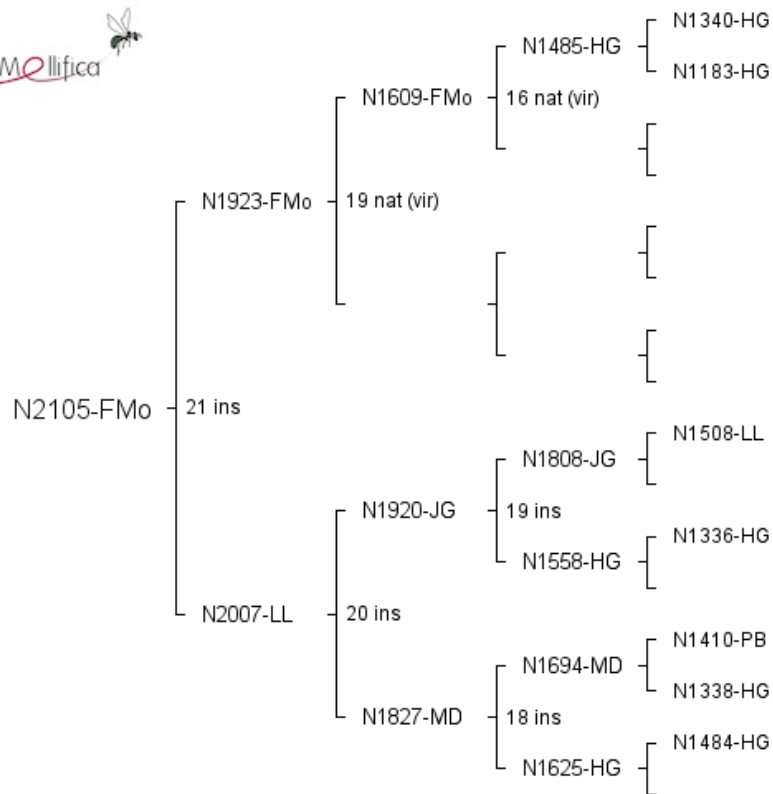 Mellifica
N1340-HG
N1485-HG
N1183-HG
N1609-FMo
16 nat (vir)
N1923-FMo
19 nat (vir)
N2105-FMo
21 ins
N1508-LL
N1808-JG
N1920-JG
19 ins
N1336-HG
N1558-HG
N2007-LL
20 ins
N1410-PB
N1694-MD
N1338-HG
N1827-MD
18 ins
N1484-HG
N1625-HG